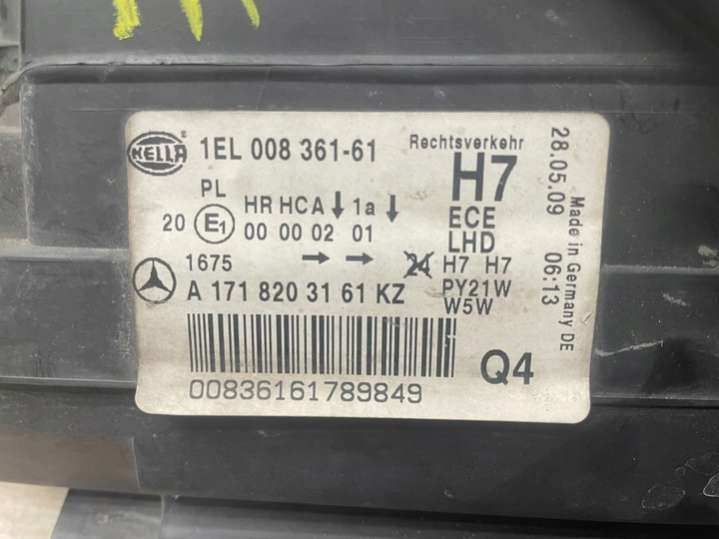 HELLA
1EL 008 361-61
Rechtsverkehr
H7
PL
HR HC A ↓ 1a ↓
20 E1 00 00 02 01
ECE
LHD
1675 → → 24 H7 H7
A 171 820 31 61 KZ
PY21W
W5W
00836161789849
Q4
28.05.09 06:13
Made in Germany DE